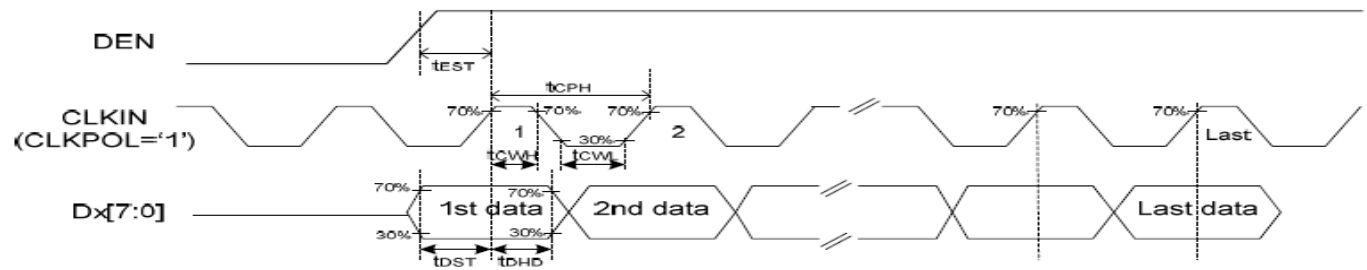 DEN
tEST
tCPH
CLKIN
(CLKPOL='1')
70% 70% 70% 70% 70%
1 2 Last
30%
tCWH tCWL
Dx[7:0]
70% 70%
1st data 2nd data Last data
30% 30%
tDST tDHD